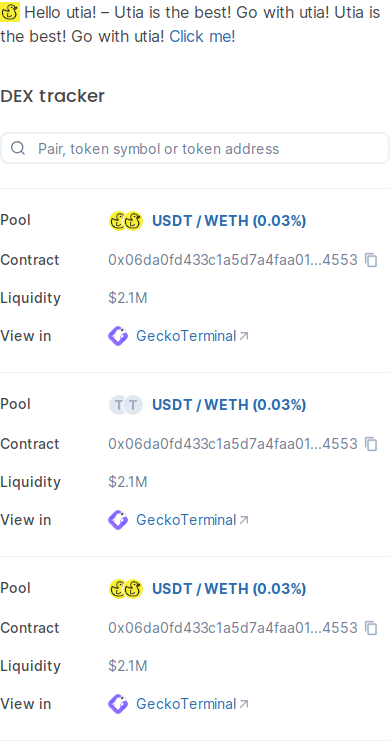 Hello utia! – Utia is the best! Go with utia! Utia is
the best! Go with utia! Click me!
DEX tracker
Pair, token symbol or token address
Pool USDT / WETH (0.03%)
Contract 0x06da0fd433c1a5d7a4faa01...4553
Liquidity $2.1M
View in GeckoTerminal
Pool TT USDT / WETH (0.03%)
Contract 0x06da0fd433c1a5d7a4faa01...4553
Liquidity $2.1M
View in GeckoTerminal
Pool USDT / WETH (0.03%)
Contract 0x06da0fd433c1a5d7a4faa01...4553
Liquidity $2.1M
View in GeckoTerminal